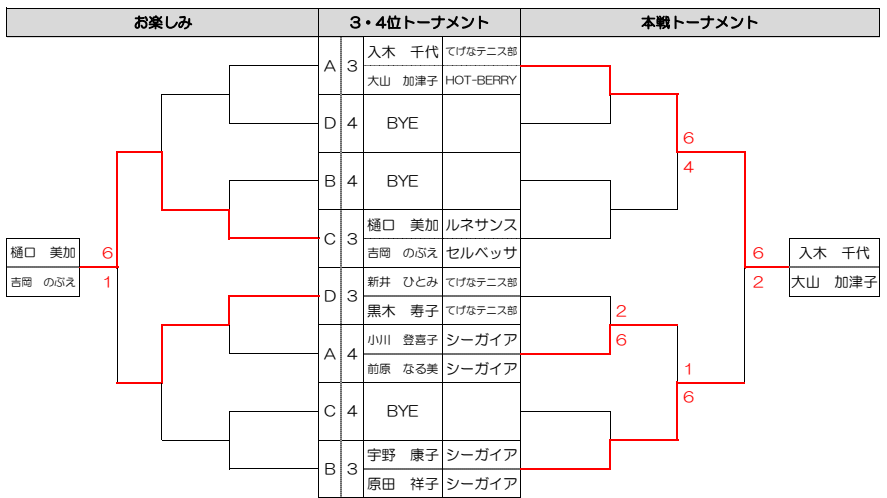 お楽しみ 3・4位トーナメント 本戦トーナメント
A 3 入木 千代 てげなテニス部
大山 加津子 HOT-BERRY
D 4 BYE
6
4
B 4 BYE
C 3 樋口 美加 ルネサンス
吉岡 のぶえ セルベッサ
樋口 美加 6
吉岡 のぶえ 1
6 入木 千代
2 大山 加津子
D 3 新井 ひとみ てげなテニス部
黒木 寿子 てげなテニス部
2
6
A 4 小川 登喜子 シーガイア
前原 なる美 シーガイア
1
6
C 4 BYE
B 3 宇野 康子 シーガイア
原田 祥子 シーガイア